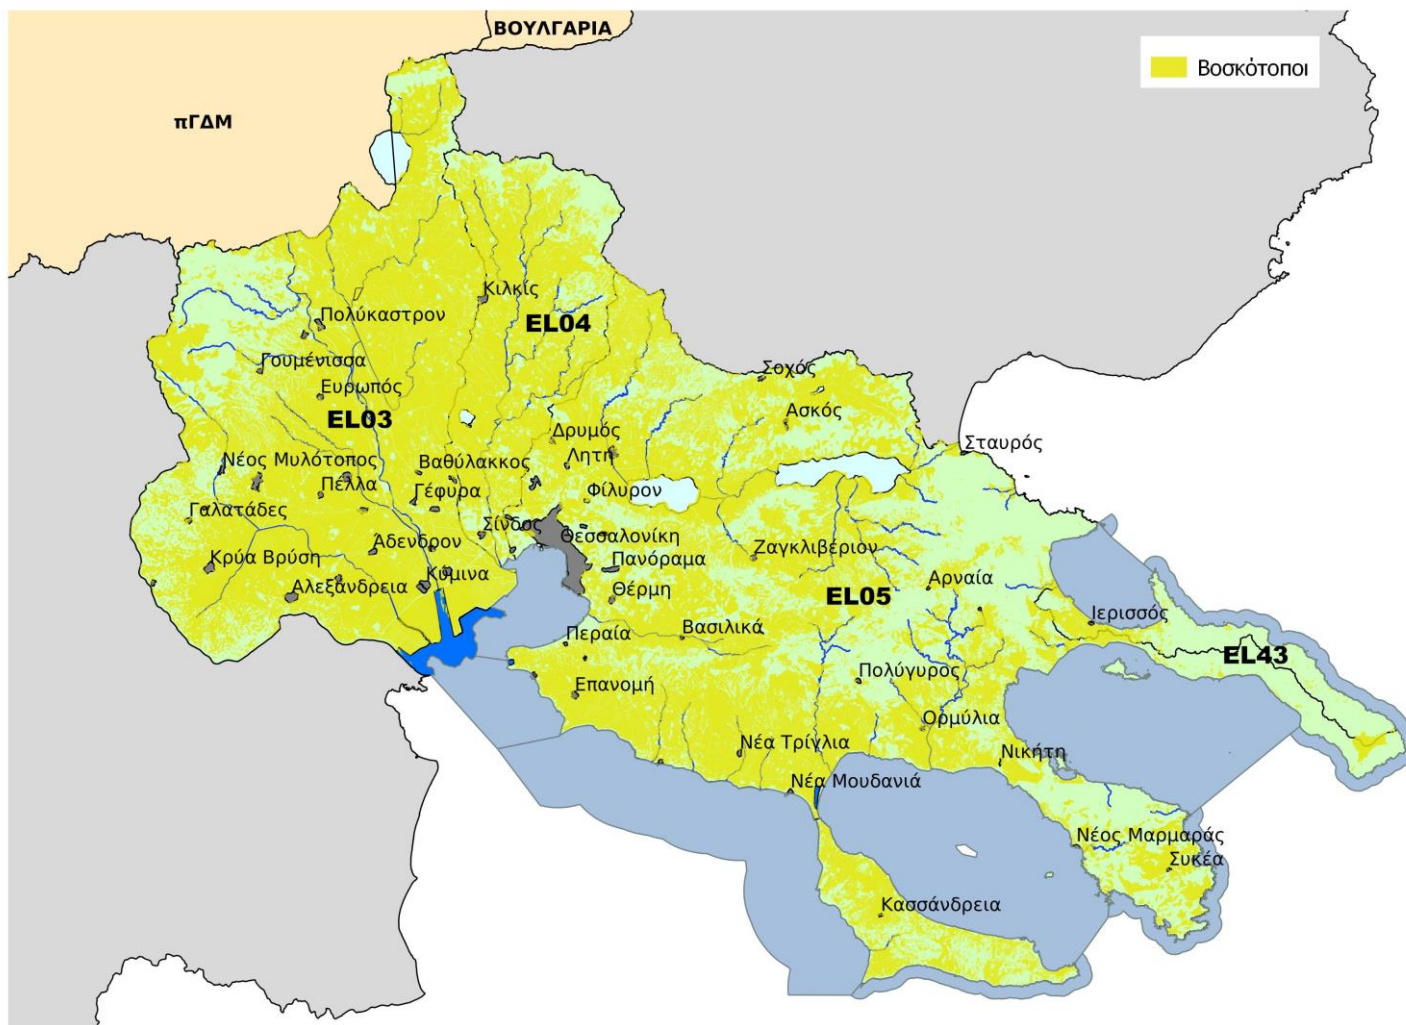 ΒΟΥΛΓΑΡΙΑ
Βοσκότοποι
πΓΔΜ
Κιλκίς
Πολύκαστρον
EL04
Γουμένισσα
Σοχός
Ευρωπός
EL03
Ασκός
Δρυμός
Σταυρός
Λητή
Νέος Μυλότοπος
Βαθύλακκος
Πέλλα
Γέφυρα
Φίλυρον
Γαλατάδες
Σίνδος
Θεσσαλονίκη
Άδενδρον
Ζαγκλιβέριον
Κρύα Βρύση
Πανόραμα
Κύμινα
Αρναία
Αλεξάνδρεια
Θέρμη
EL05
Ιερισσός
Περαία
Βασιλικά
EL43
Πολύγυρος
Επανομή
Ορμύλια
Νέα Τρίγλια
Νικήτη
Νέα Μουδανιά
Νέος Μαρμαράς
Συκέα
Κασσάνδρεια